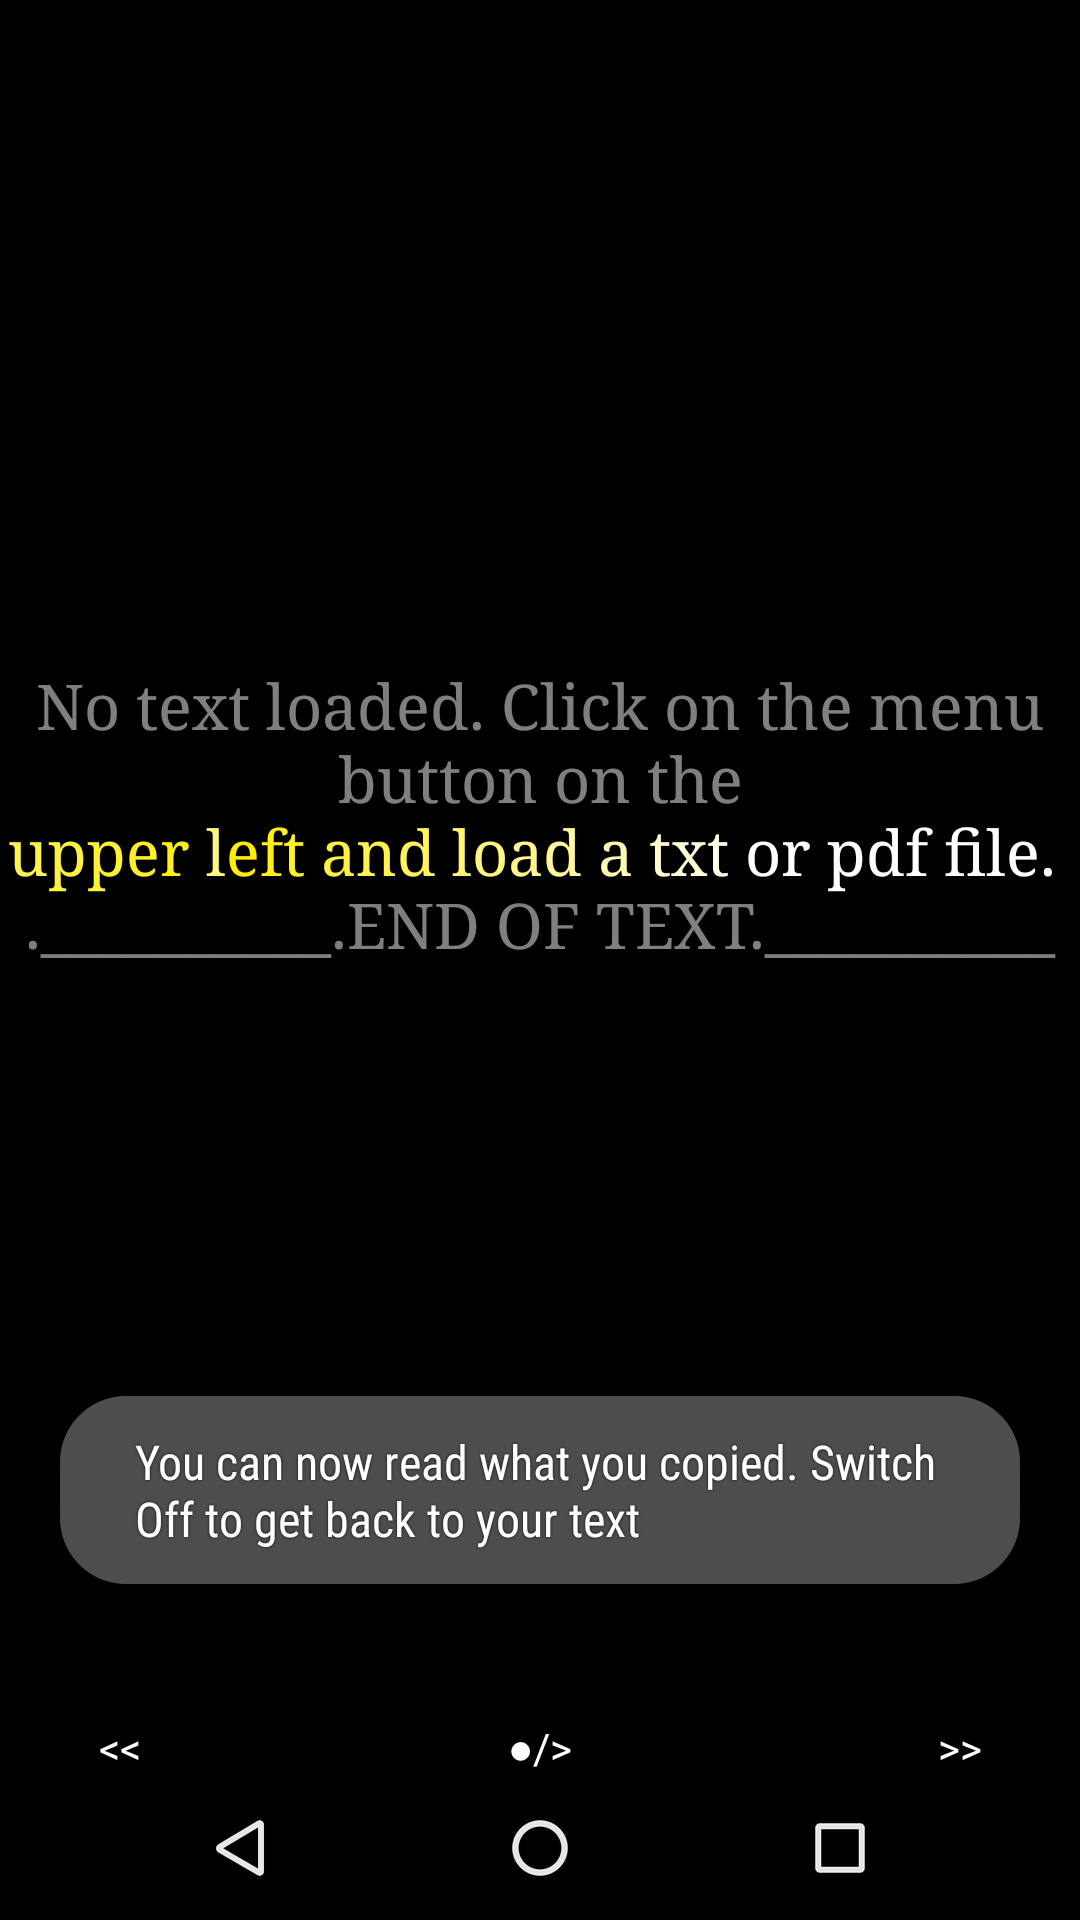 No text loaded. Click on the menu
button on the
upper left and load a txt or pdf file.
.__________.END OF TEXT.__________
You can now read what you copied. Switch
Off to get back to your text
<< ●/> >>